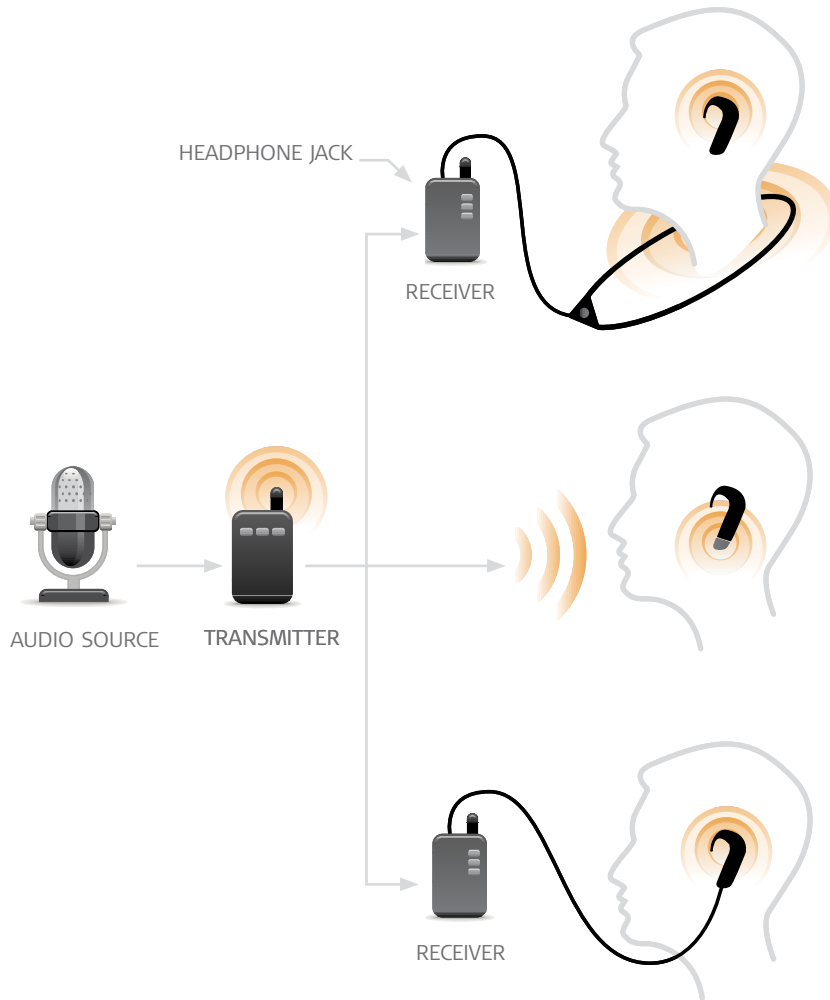 HEADPHONE JACK
RECEIVER
AUDIO SOURCE
TRANSMITTER
RECEIVER